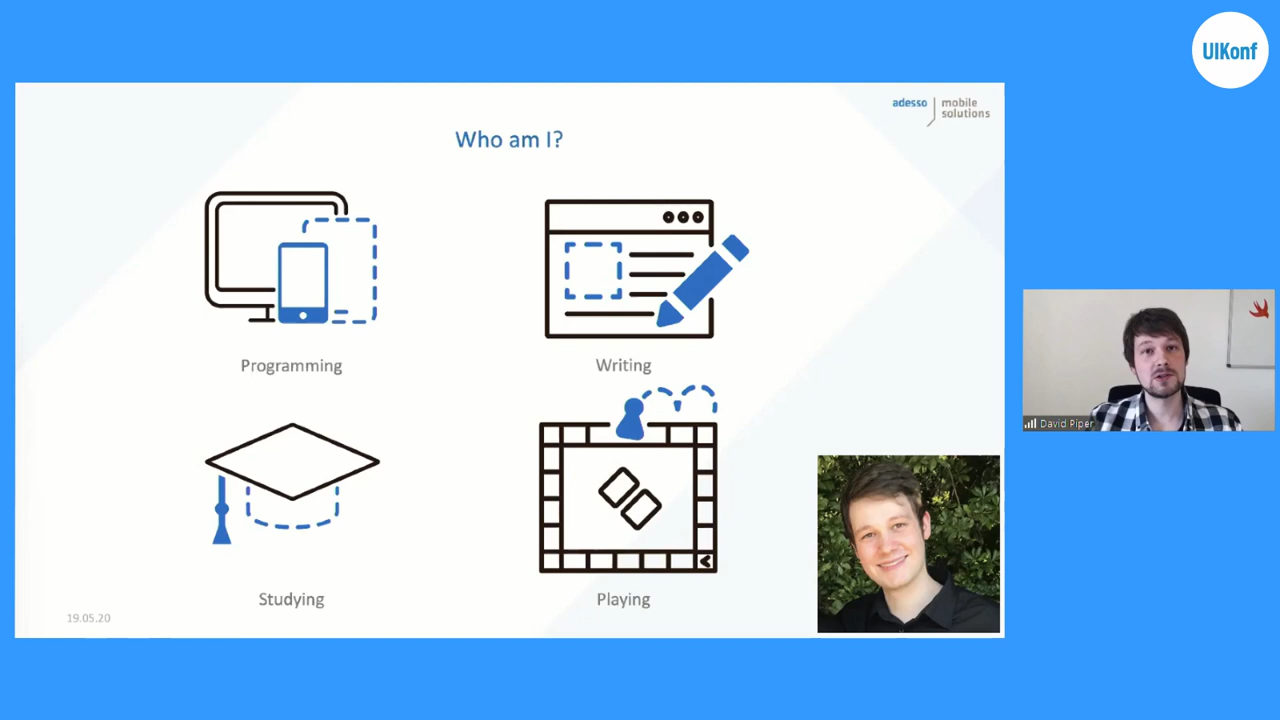 UIKonf
adesso
mobile
solutions
Who am I?
Programming
Writing
David Piper
Studying
Playing
19.05.20